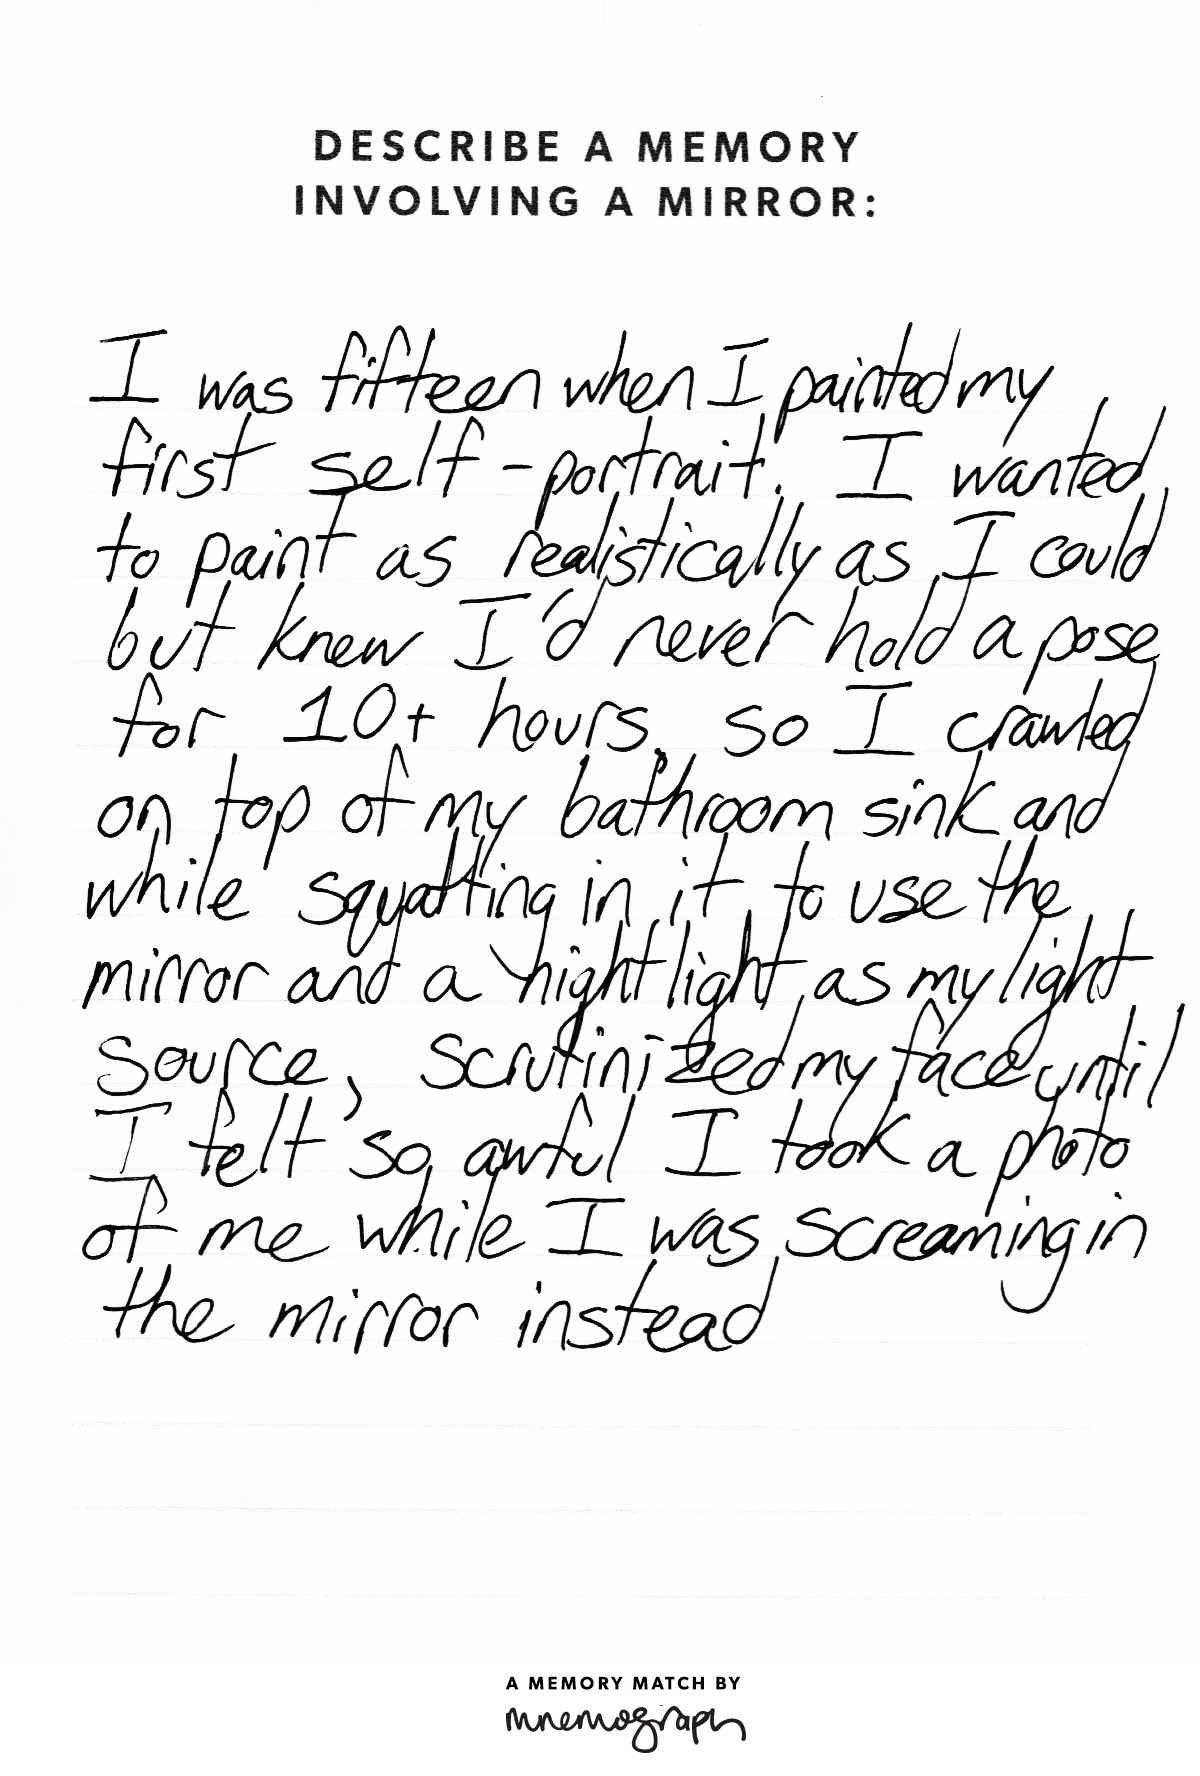 DESCRIBE A MEMORY
INVOLVING A MIRROR:
I was fifteen when I painted my
first self-portrait. I wanted
to paint as realistically as I could
but knew I'd never hold a pose
for 10+ hours, so I crawled
on top of my bathroom sink and
while squatting in it, to use the
mirror and a nightlight as my light
source, scrutinized my face until
I felt so awful I took a photo
of me while I was screaming in
the mirror instead
A MEMORY MATCH BY
mnemograph